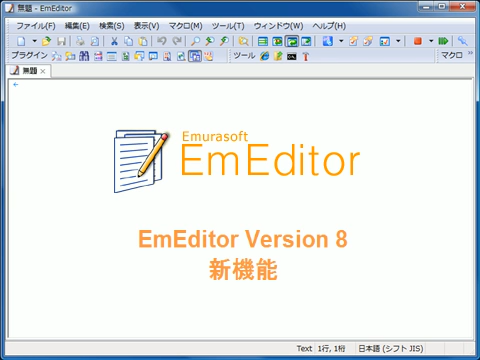 無題 - EmEditor
ファイル(F) 編集(E) 検索(S) 表示(V) マクロ(M) ツール(T) ウィンドウ(W) ヘルプ(H)
プラグイン ツール マクロ
無題
Emurasoft
EmEditor
EmEditor Version 8
新機能
Text 1行, 1桁 日本語 (シフト JIS)